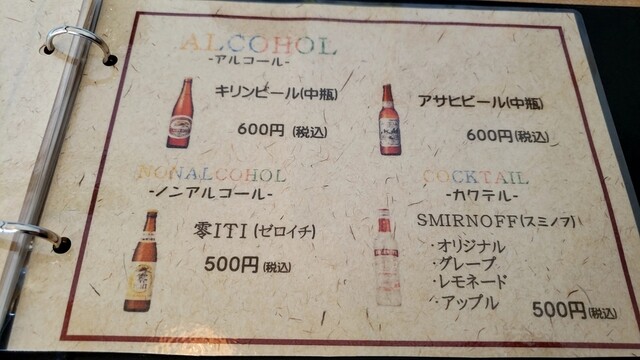 ALCOHOL
-アルコール-
キリンビール(中瓶)
600円 (税込)
アサヒビール(中瓶)
600円(税込)
NONALCOHOL
-ノンアルコール-
零ITI (ゼロイチ)
500円(税込)
COCKTAIL
-カクテル-
SMIRNOFF(スミノフ)
・オリジナル
・グレープ
・レモネード
・アップル
500円(税込)